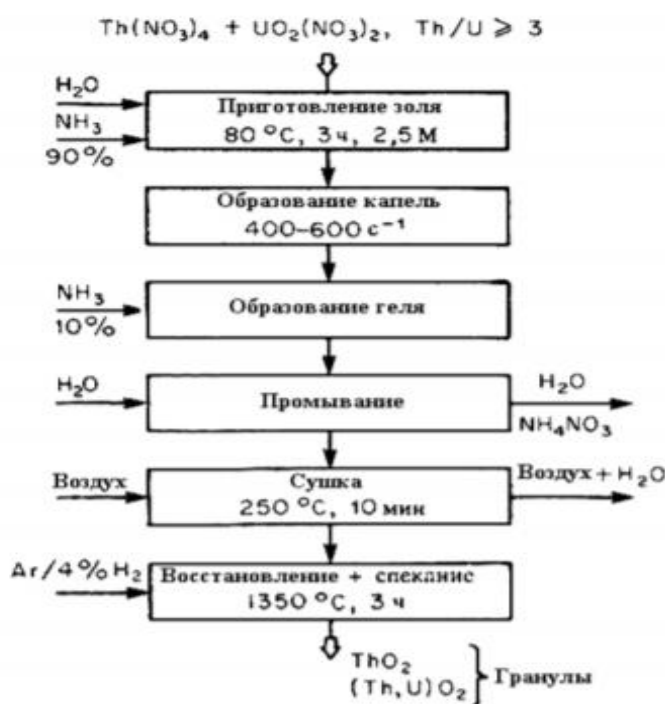 Th(NO₃)₄ + UO₂(NO₃)₂, Th/U ⩾ 3
H₂O
NH₃
90%
Приготовление золя
80 °C, 3 ч, 2,5 М
Образование капель
400–600 с⁻¹
NH₃
10%
Образование геля
H₂O
Промывание
H₂O
NH₄NO₃
Воздух
Сушка
250 °C, 10 мин
Воздух + H₂O
Ar/4% H₂
Восстановление + спеканис
1350 °C, 3 ч
ThO₂
(Th,U)O₂
Гранулы